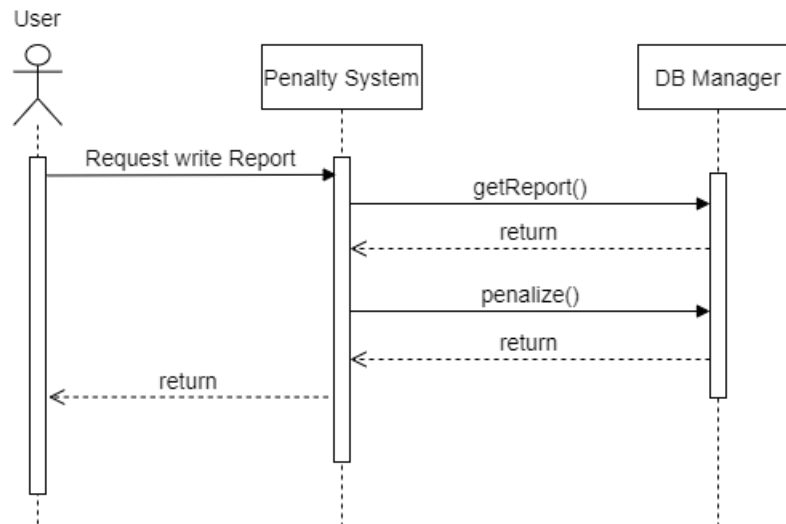 User
Penalty System
DB Manager
Request write Report
getReport()
return
penalize()
return
return